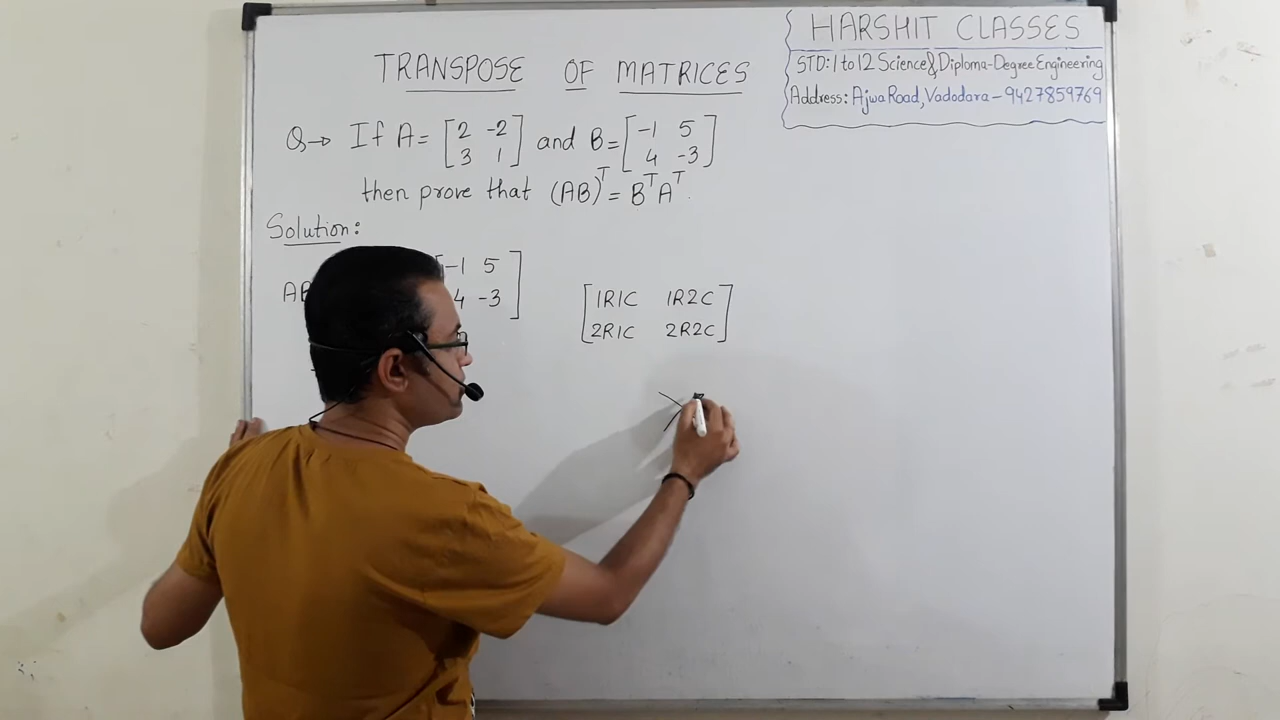 TRANSPOSE OF MATRICES
HARSHIT CLASSES
STD: 1 to 12 Science & Diploma-Degree Engineering
Address: Ajwa Road, Vadodara - 9427859769
Q→ If A = [2 -2
3 1] and B = [-1 5
4 -3]
then prove that (AB)ᵀ = BᵀAᵀ.
Solution:
AB
-1 5
4 -3
1R1C 1R2C
2R1C 2R2C